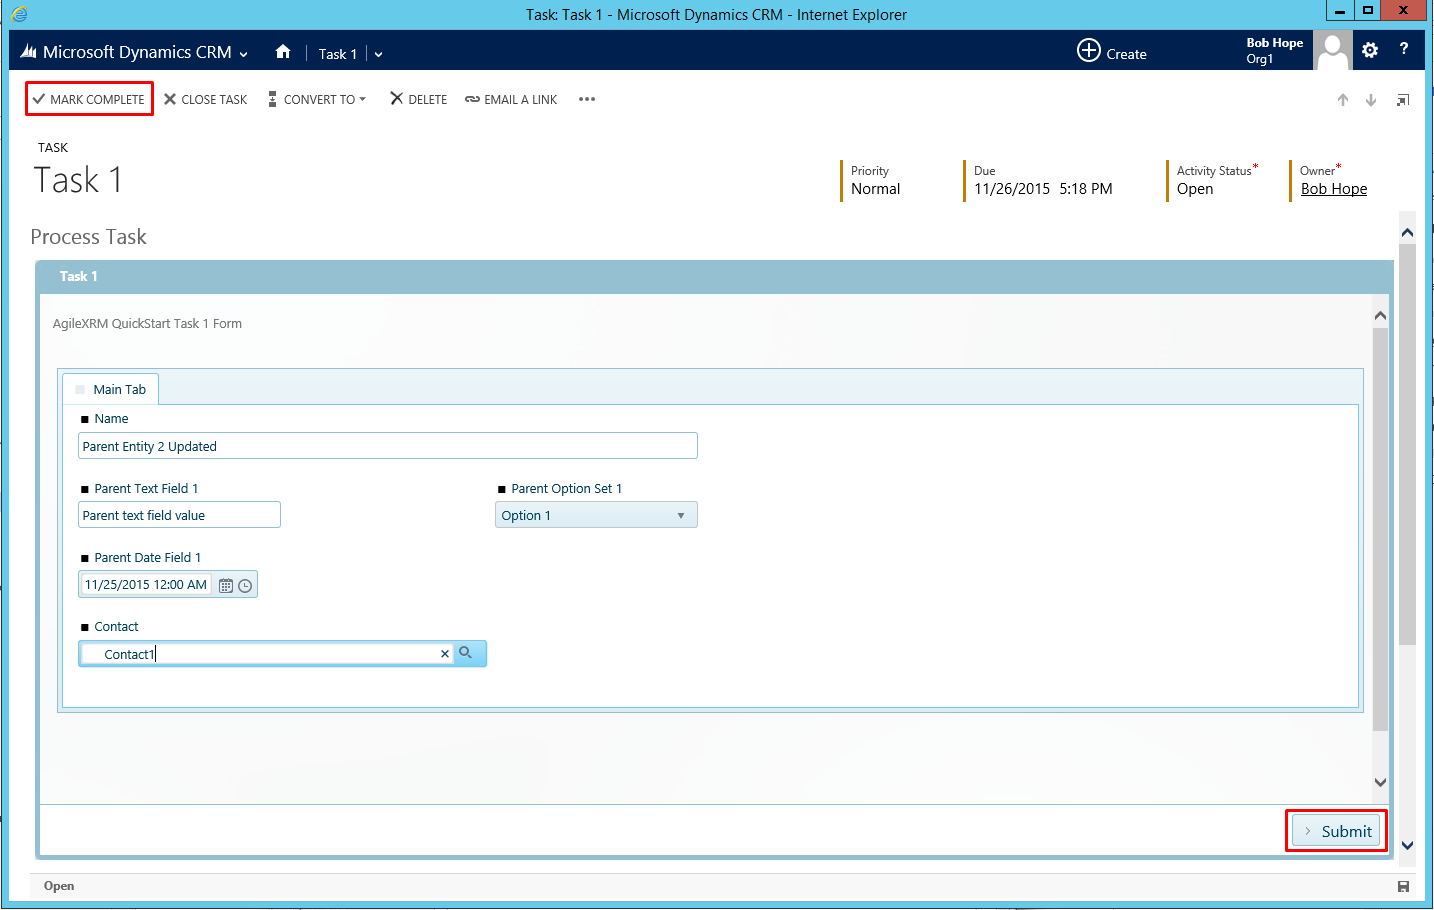 Task: Task 1 - Microsoft Dynamics CRM - Internet Explorer
Microsoft Dynamics CRM
Task 1
Create
Bob Hope
Org1
?
MARK COMPLETE
CLOSE TASK
CONVERT TO
DELETE
EMAIL A LINK
TASK
Task 1
Priority
Normal
Due
11/26/2015 5:18 PM
Activity Status*
Open
Owner*
Bob Hope
Process Task
Task 1
AgileXRM QuickStart Task 1 Form
Main Tab
Name
Parent Entity 2 Updated
Parent Text Field 1
Parent text field value
Parent Option Set 1
Option 1
Parent Date Field 1
11/25/2015 12:00 AM
Contact
Contact1
Submit
Open